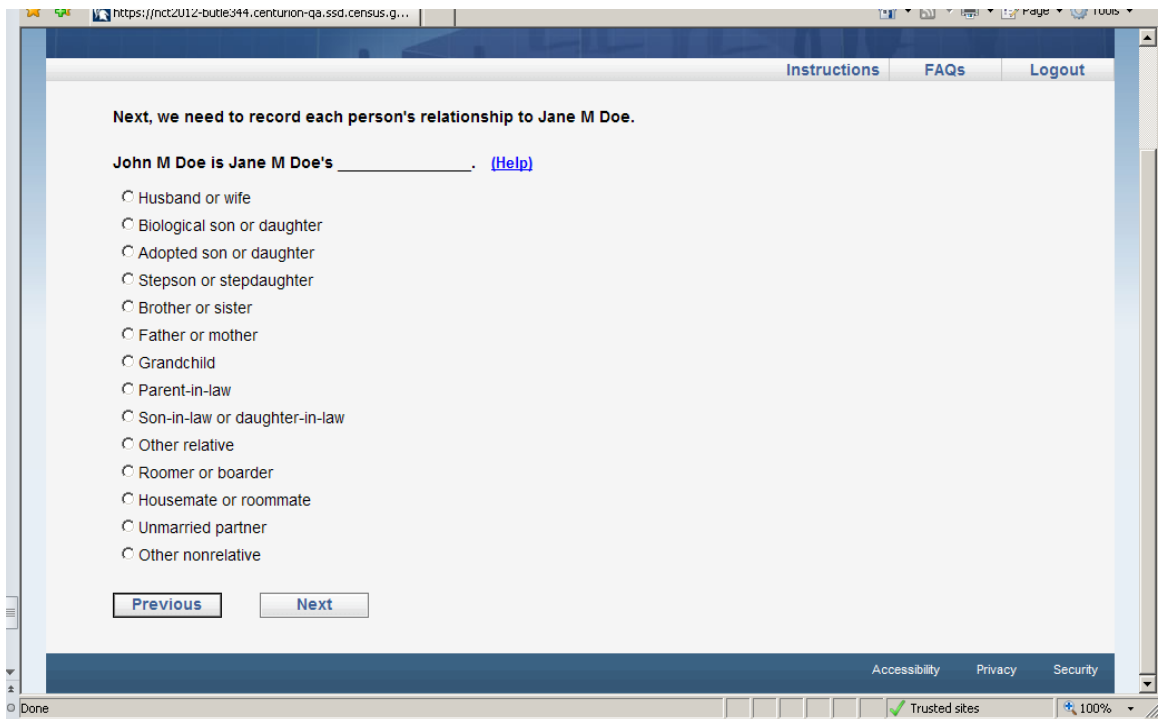 https://nct2012-butle344.centurion-qa.ssd.census.g... Page Tools
Instructions FAQs Logout
Next, we need to record each person's relationship to Jane M Doe.
John M Doe is Jane M Doe's ________________. (Help)
Husband or wife
Biological son or daughter
Adopted son or daughter
Stepson or stepdaughter
Brother or sister
Father or mother
Grandchild
Parent-in-law
Son-in-law or daughter-in-law
Other relative
Roomer or boarder
Housemate or roommate
Unmarried partner
Other nonrelative
Previous Next
Accessibility Privacy Security
Done Trusted sites 100%